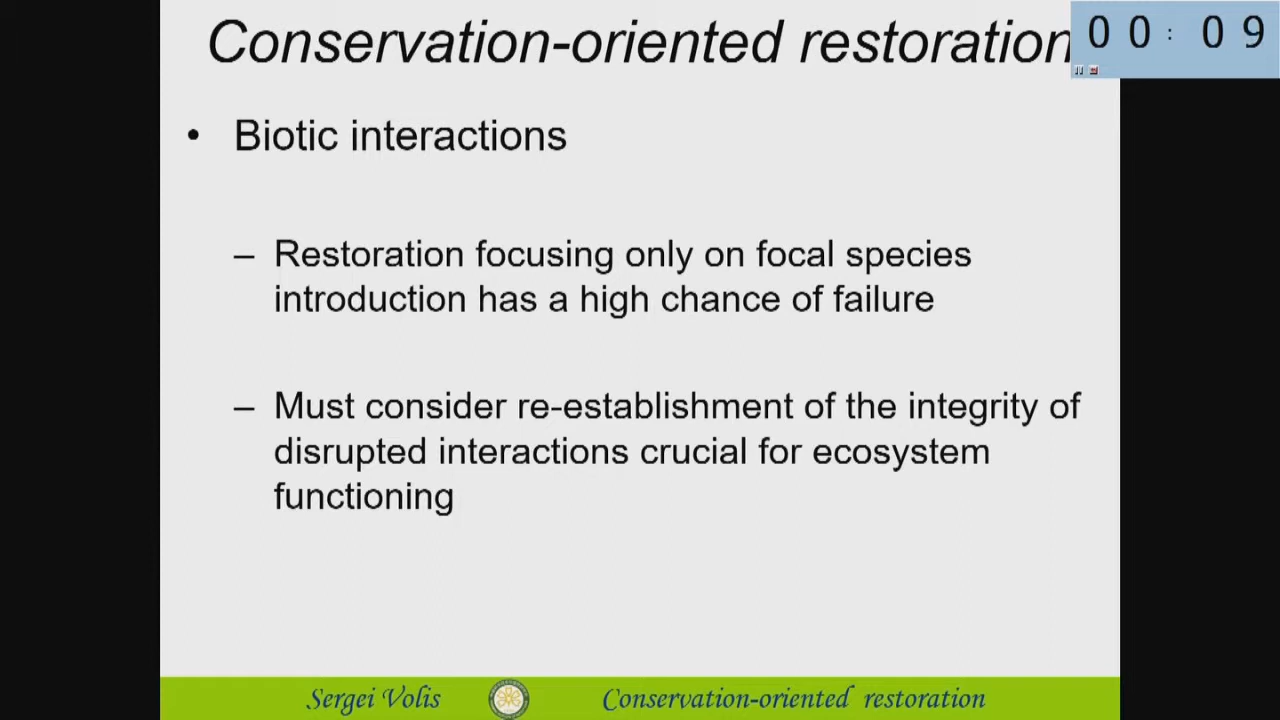 Conservation-oriented restoration
00:09
• Biotic interactions
– Restoration focusing only on focal species
introduction has a high chance of failure
– Must consider re-establishment of the integrity of
disrupted interactions crucial for ecosystem
functioning
Sergei Volis
Conservation-oriented restoration